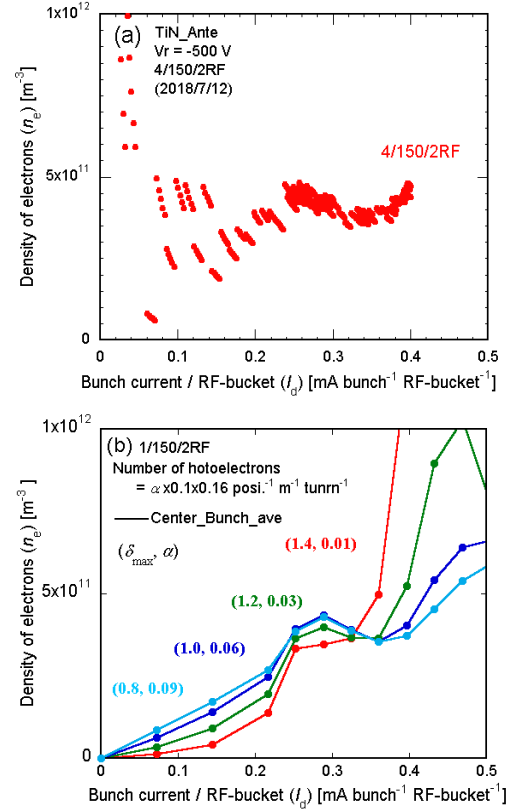 1x10¹²
(a)
TiN_Ante
Vr = -500 V
4/150/2RF
(2018/7/12)
4/150/2RF
5x10¹¹
0
Density of electrons (nₑ) [m⁻³]
0 0.1 0.2 0.3 0.4 0.5
Bunch current / RF-bucket (I_d) [mA bunch⁻¹ RF-bucket⁻¹]
1x10¹²
(b) 1/150/2RF
Number of hotoelectrons
= α x0.1x0.16 posi.⁻¹ m⁻¹ tunrn⁻¹
Center_Bunch_ave
(δ_max, α)
(1.4, 0.01)
(1.2, 0.03)
(1.0, 0.06)
(0.8, 0.09)
5x10¹¹
0
Density of electrons (nₑ) [m⁻³]
0 0.1 0.2 0.3 0.4 0.5
Bunch current / RF-bucket (I_d) [mA bunch⁻¹ RF-bucket⁻¹]